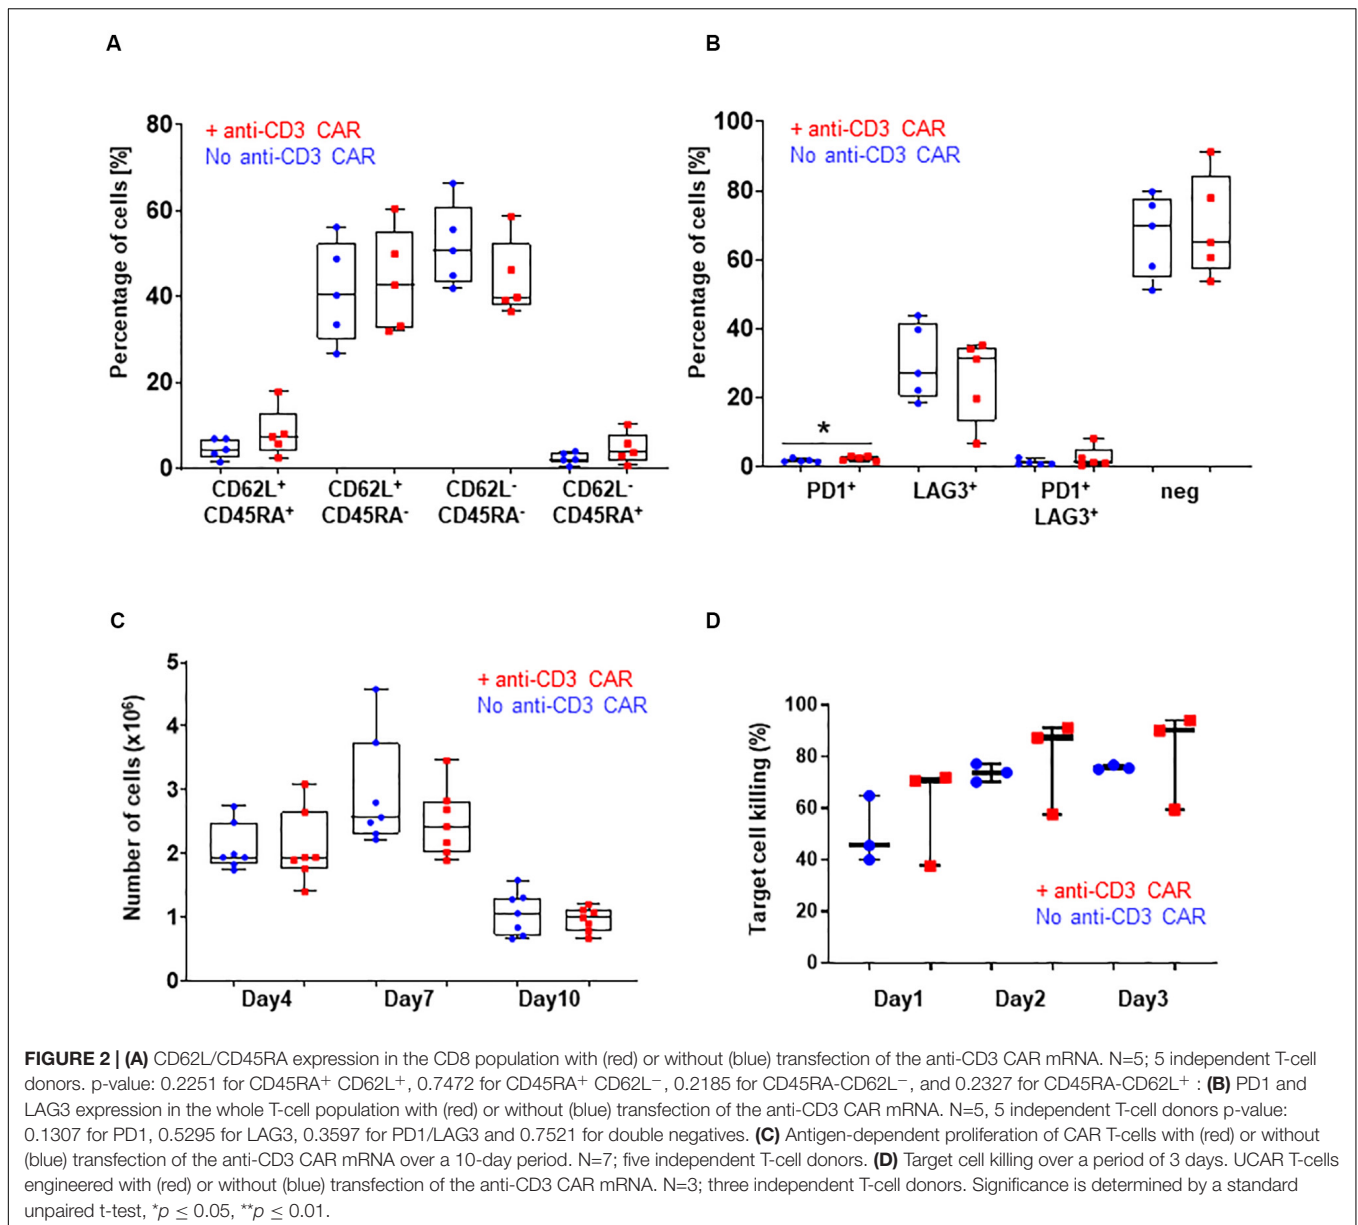 A
80
60
40
20
0
Percentage of cells [%]
+ anti-CD3 CAR
No anti-CD3 CAR
CD62L⁺ CD62L⁺ CD62L⁻ CD62L⁻
CD45RA⁺ CD45RA⁻ CD45RA⁻ CD45RA⁺
B
100
80
60
40
20
0
Percentage of cells [%]
+ anti-CD3 CAR
No anti-CD3 CAR
*
PD1⁺ LAG3⁺ PD1⁺ neg
LAG3⁺
C
5
4
3
2
1
0
Number of cells (x10⁶)
+ anti-CD3 CAR
No anti-CD3 CAR
Day4 Day7 Day10
D
100
80
60
40
20
0
Target cell killing (%)
+ anti-CD3 CAR
No anti-CD3 CAR
Day1 Day2 Day3
FIGURE 2 | (A) CD62L/CD45RA expression in the CD8 population with (red) or without (blue) transfection of the anti-CD3 CAR mRNA. N=5; 5 independent T-cell
donors. p-value: 0.2251 for CD45RA⁺ CD62L⁺, 0.7472 for CD45RA⁺ CD62L⁻, 0.2185 for CD45RA-CD62L⁻, and 0.2327 for CD45RA-CD62L⁺ : (B) PD1 and
LAG3 expression in the whole T-cell population with (red) or without (blue) transfection of the anti-CD3 CAR mRNA. N=5, 5 independent T-cell donors p-value:
0.1307 for PD1, 0.5295 for LAG3, 0.3597 for PD1/LAG3 and 0.7521 for double negatives. (C) Antigen-dependent proliferation of CAR T-cells with (red) or without
(blue) transfection of the anti-CD3 CAR mRNA over a 10-day period. N=7; five independent T-cell donors. (D) Target cell killing over a period of 3 days. UCAR T-cells
engineered with (red) or without (blue) transfection of the anti-CD3 CAR mRNA. N=3; three independent T-cell donors. Significance is determined by a standard
unpaired t-test, *p ≤ 0.05, **p ≤ 0.01.